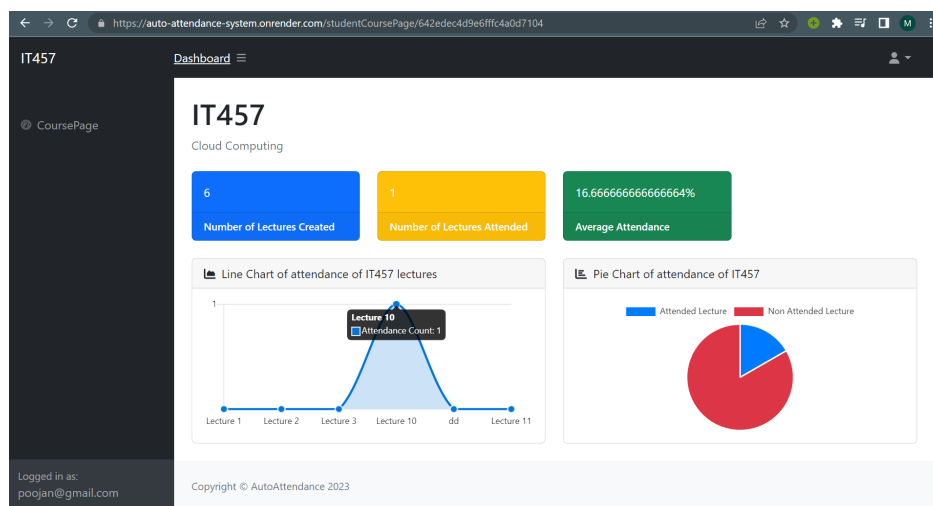 https://auto-attendance-system.onrender.com/studentCoursePage/642edec4d9e6fffc4a0d7104
M
IT457
Dashboard
CoursePage
IT457
Cloud Computing
6
Number of Lectures Created
1
Number of Lectures Attended
16.666666666666664%
Average Attendance
Line Chart of attendance of IT457 lectures
1
Lecture 10
Attendance Count: 1
Lecture 1 Lecture 2 Lecture 3 Lecture 10 dd Lecture 11
Pie Chart of attendance of IT457
Attended Lecture Non Attended Lecture
Logged in as:
poojan@gmail.com
Copyright © AutoAttendance 2023